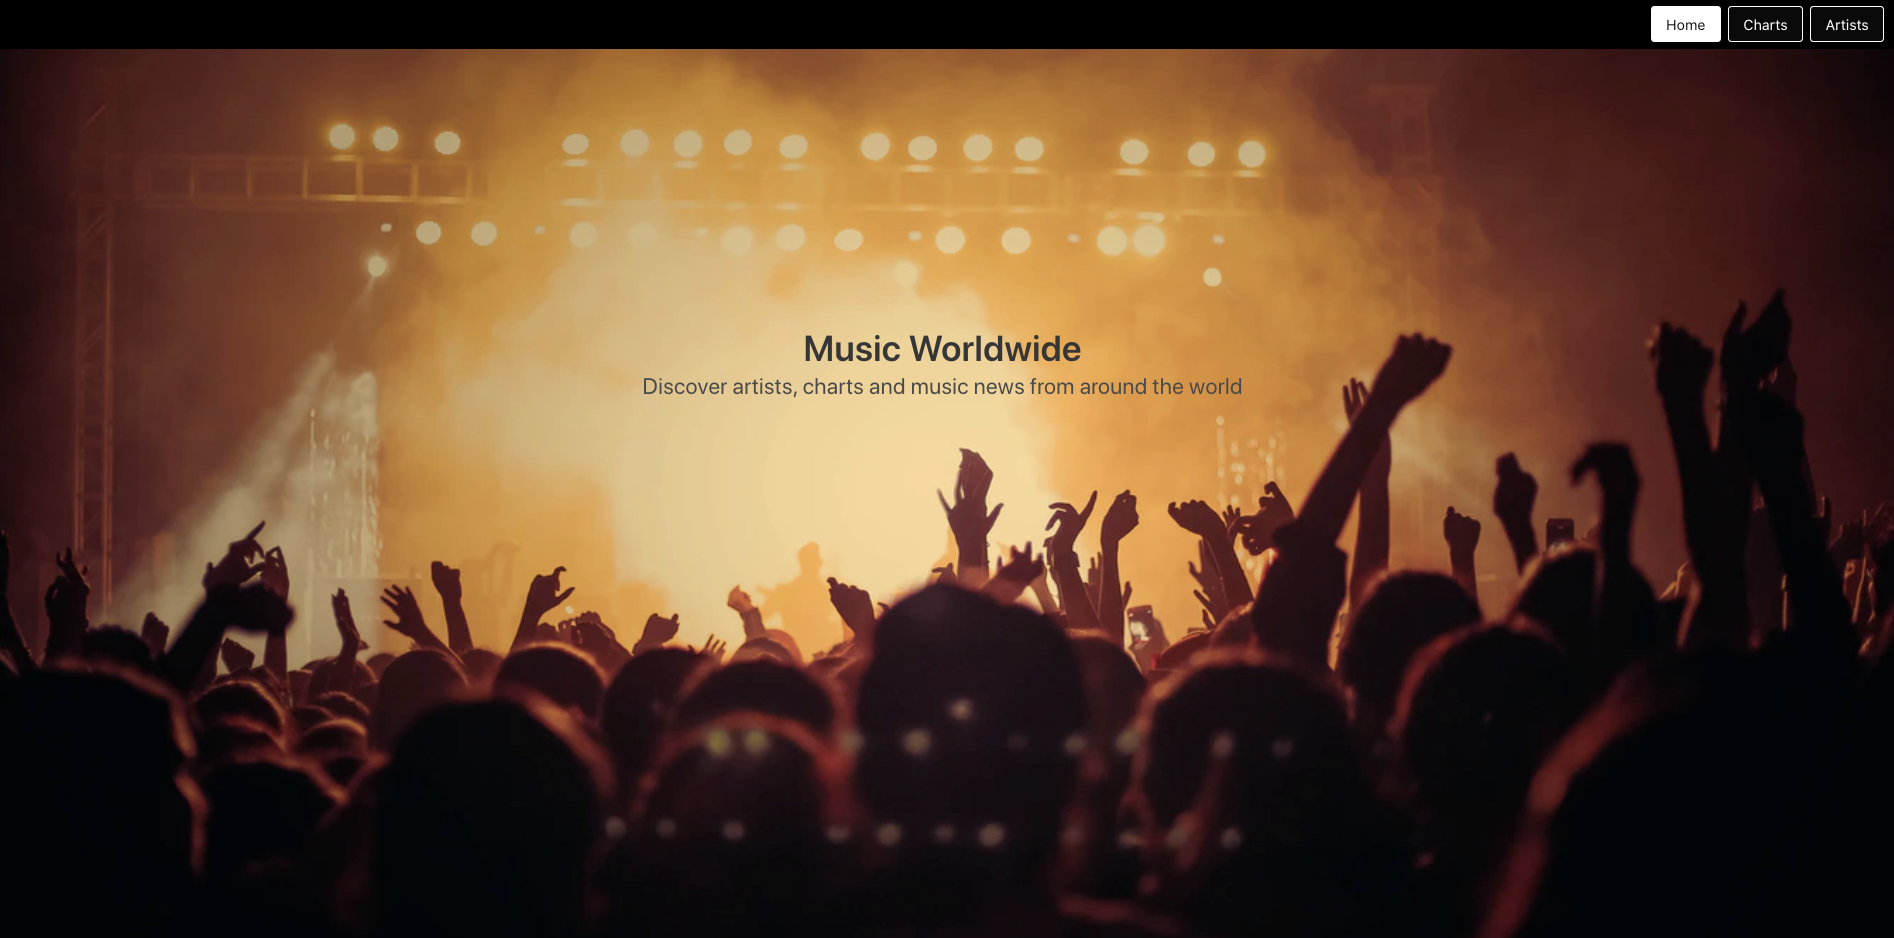 Home Charts Artists
Music Worldwide
Discover artists, charts and music news from around the world